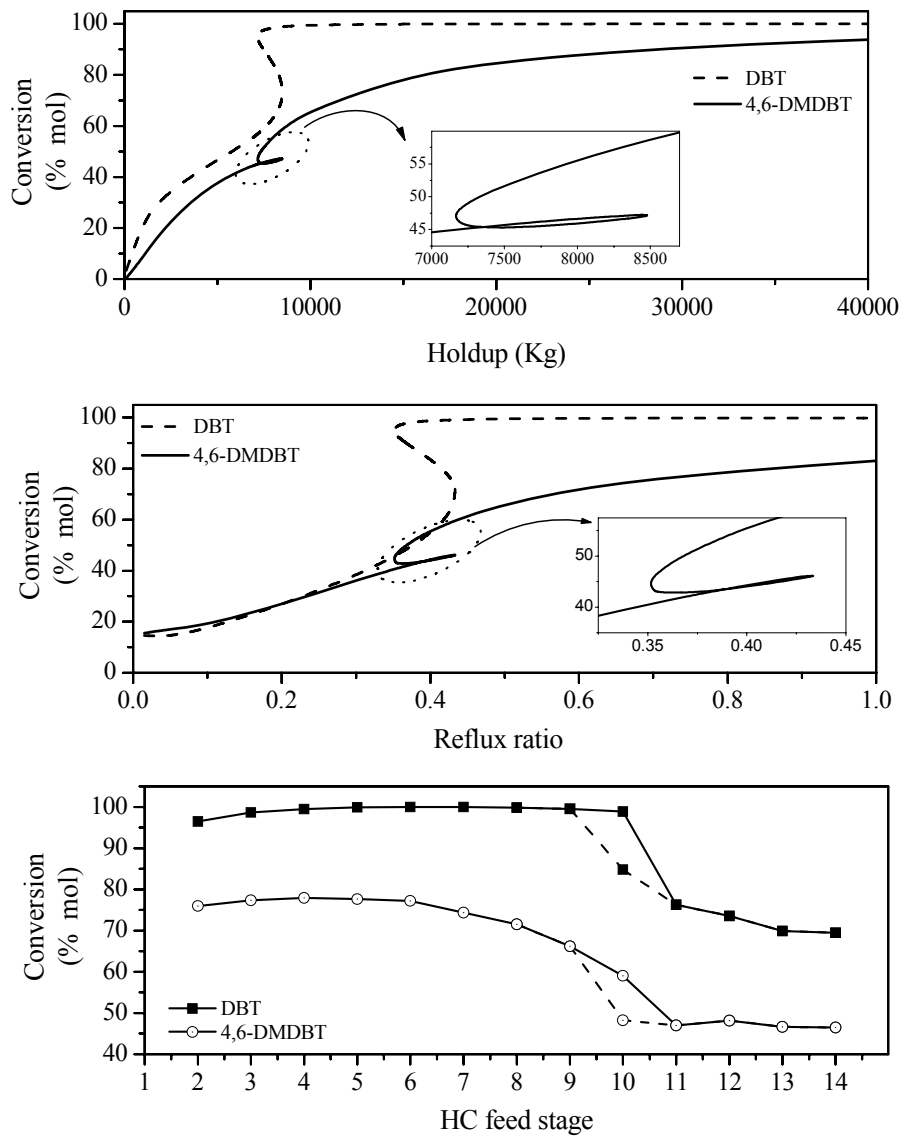 100
80
60
40
20
0
Conversion
(% mol)
DBT
4,6-DMDBT
55
50
45
7000
7500
8000
8500
0
10000
20000
30000
40000
Holdup (Kg)
100
80
60
40
20
0
Conversion
(% mol)
DBT
4,6-DMDBT
50
45
40
0.35
0.40
0.45
0.0
0.2
0.4
0.6
0.8
1.0
Reflux ratio
100
90
80
70
60
50
40
Conversion
(% mol)
DBT
4,6-DMDBT
1 2 3 4 5 6 7 8 9 10 11 12 13 14
HC feed stage